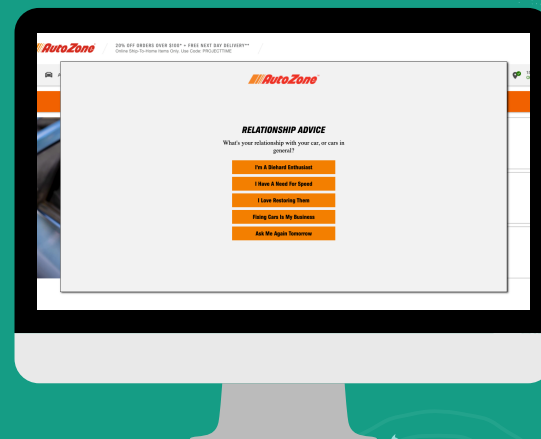 AutoZone
20% OFF ORDERS OVER $100* + FREE NEXT DAY DELIVERY**
Online Ship-To-Home Items Only. Use Code: PROJECTTIME
AutoZone
RELATIONSHIP ADVICE
What's your relationship with your car, or cars in
general?
I'm A Diehard Enthusiast
I Have A Need For Speed
I Love Restoring Them
Fixing Cars Is My Business
Ask Me Again Tomorrow